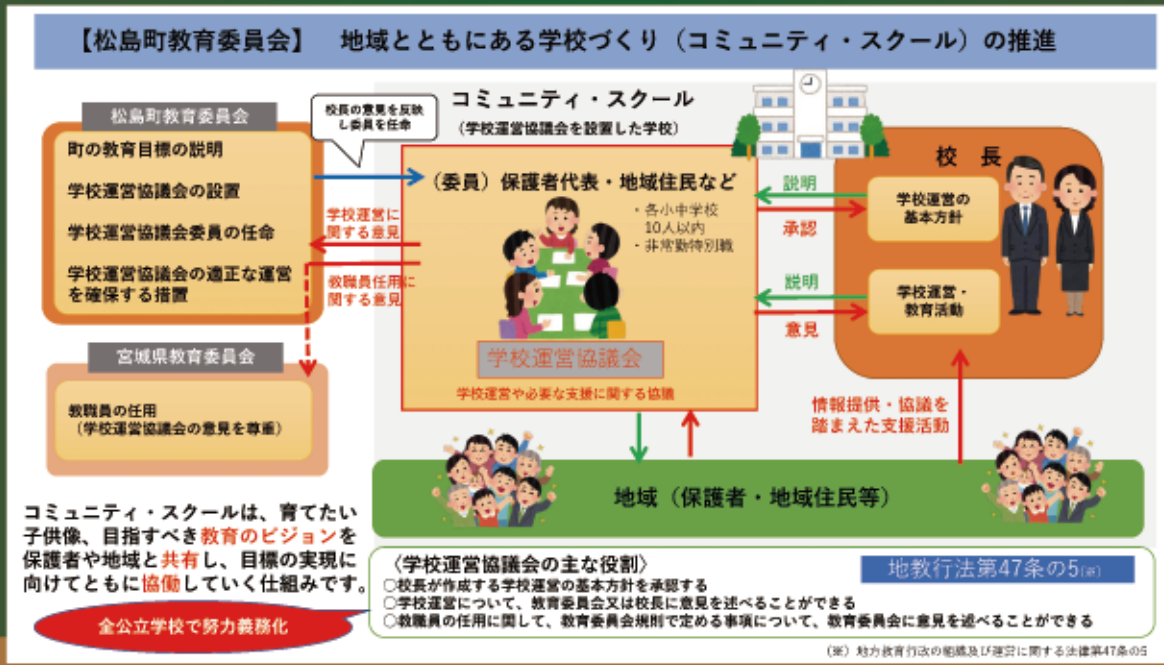 【松島町教育委員会】　地域とともにある学校づくり（コミュニティ・スクール）の推進
松島町教育委員会
町の教育目標の説明
学校運営協議会の設置
学校運営協議会委員の任命
学校運営協議会の適正な運営
を確保する措置
校長の意見を反映
し委員を任命
学校運営に
関する意見
教職員任用に
関する意見
宮城県教育委員会
教職員の任用
（学校運営協議会の意見を尊重）
コミュニティ・スクール
（学校運営協議会を設置した学校）
（委員）保護者代表・地域住民など
・各小中学校
10人以内
・非常勤特別職
学校運営協議会
学校運営や必要な支援に関する協議
説明
承認
説明
意見
校　長
学校運営の
基本方針
学校運営・
教育活動
情報提供・協議を
踏まえた支援活動
地域（保護者・地域住民等）
コミュニティ・スクールは、育てたい
子供像、目指すべき教育のビジョンを
保護者や地域と共有し、目標の実現に
向けてともに協働していく仕組みです。
全公立学校で努力義務化
〈学校運営協議会の主な役割〉
地教行法第47条の5(※)
○校長が作成する学校運営の基本方針を承認する
○学校運営について、教育委員会又は校長に意見を述べることができる
○教職員の任用に関して、教育委員会規則で定める事項について、教育委員会に意見を述べることができる
（※）地方教育行政の組織及び運営に関する法律第47条の5